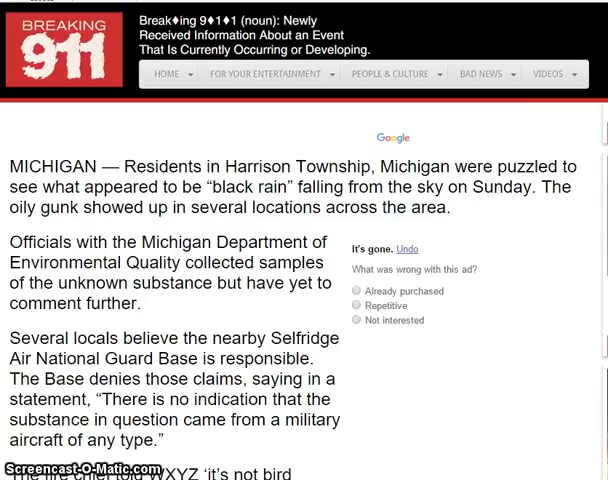 BREAKING
911
Break♦ing 9♦1♦1 (noun): Newly
Received Information About an Event
That Is Currently Occurring or Developing.
HOME FOR YOUR ENTERTAINMENT PEOPLE & CULTURE BAD NEWS VIDEOS
Google
MICHIGAN — Residents in Harrison Township, Michigan were puzzled to
see what appeared to be “black rain” falling from the sky on Sunday. The
oily gunk showed up in several locations across the area.
Officials with the Michigan Department of
Environmental Quality collected samples
of the unknown substance but have yet to
comment further.
It's gone. Undo
What was wrong with this ad?
Already purchased
Repetitive
Not interested
Several locals believe the nearby Selfridge
Air National Guard Base is responsible.
The Base denies those claims, saying in a
statement, “There is no indication that the
substance in question came from a military
aircraft of any type.”
Screencast-O-Matic.com
The fire chief told WXYZ ‘it’s not bird